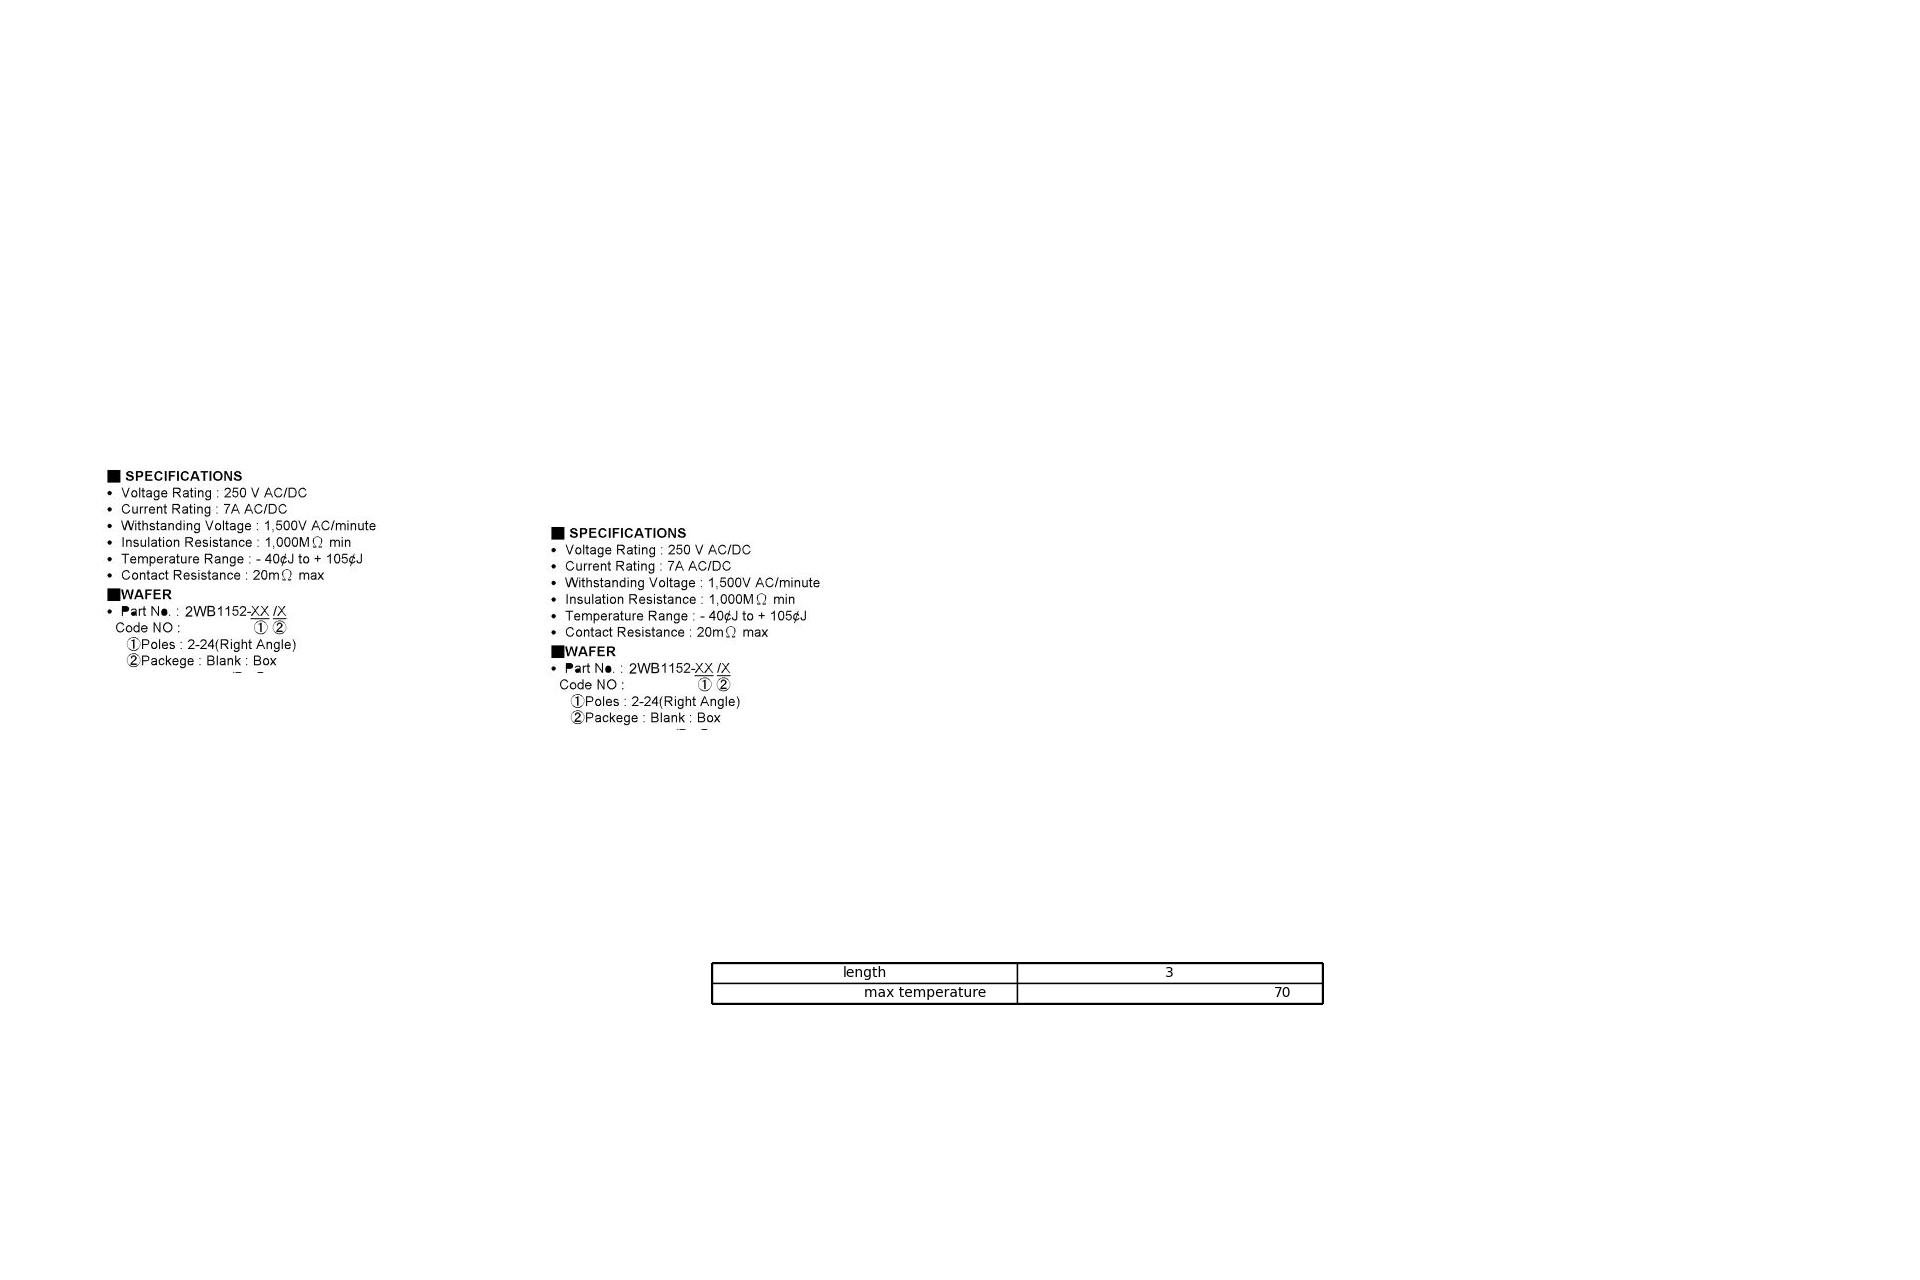 ■ SPECIFICATIONS
• Voltage Rating : 250 V AC/DC
• Current Rating : 7A AC/DC
• Withstanding Voltage : 1,500V AC/minute
• Insulation Resistance : 1,000MΩ min
• Temperature Range : - 40¢J to + 105¢J
• Contact Resistance : 20mΩ max
■WAFER
• Part No. : 2WB1152-XX /X
Code NO : ① ②
①Poles : 2-24(Right Angle)
②Packege : Blank : Box
■ SPECIFICATIONS
• Voltage Rating : 250 V AC/DC
• Current Rating : 7A AC/DC
• Withstanding Voltage : 1,500V AC/minute
• Insulation Resistance : 1,000MΩ min
• Temperature Range : - 40¢J to + 105¢J
• Contact Resistance : 20mΩ max
■WAFER
• Part No. : 2WB1152-XX /X
Code NO : ① ②
①Poles : 2-24(Right Angle)
②Packege : Blank : Box
length 3
max temperature 70